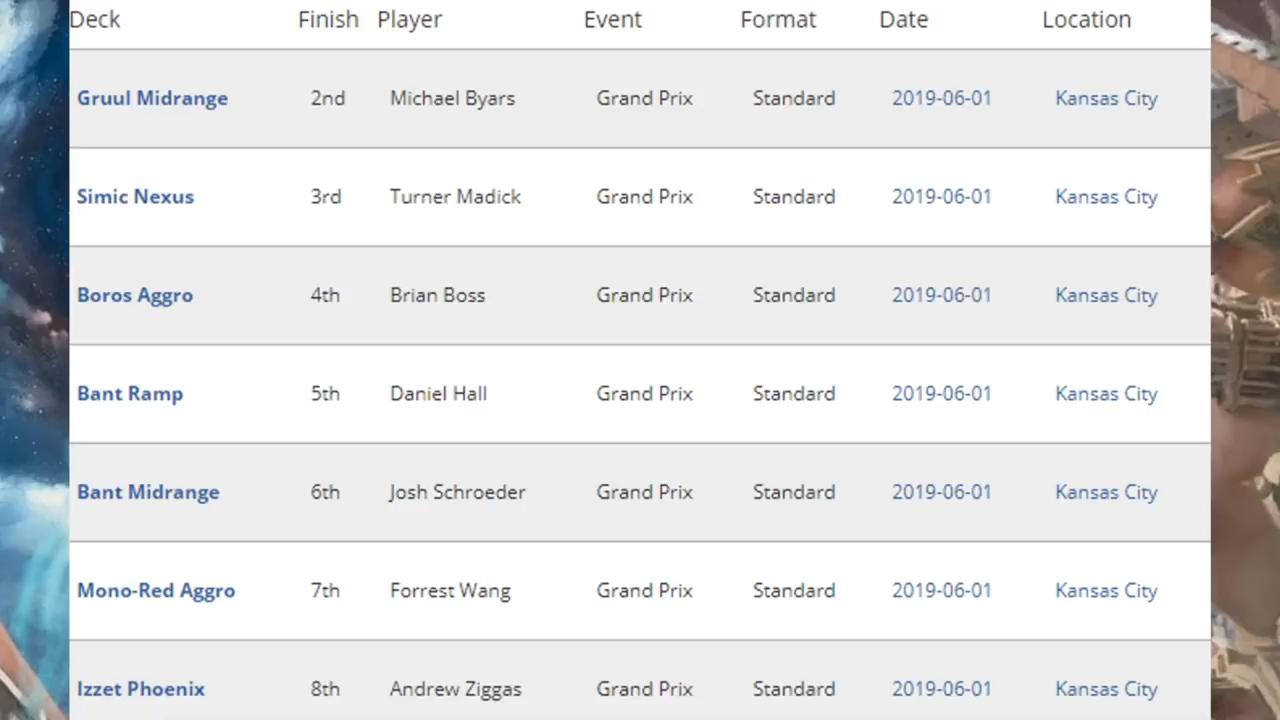 Deck Finish Player Event Format Date Location
Gruul Midrange 2nd Michael Byars Grand Prix Standard 2019-06-01 Kansas City
Simic Nexus 3rd Turner Madick Grand Prix Standard 2019-06-01 Kansas City
Boros Aggro 4th Brian Boss Grand Prix Standard 2019-06-01 Kansas City
Bant Ramp 5th Daniel Hall Grand Prix Standard 2019-06-01 Kansas City
Bant Midrange 6th Josh Schroeder Grand Prix Standard 2019-06-01 Kansas City
Mono-Red Aggro 7th Forrest Wang Grand Prix Standard 2019-06-01 Kansas City
Izzet Phoenix 8th Andrew Ziggas Grand Prix Standard 2019-06-01 Kansas City